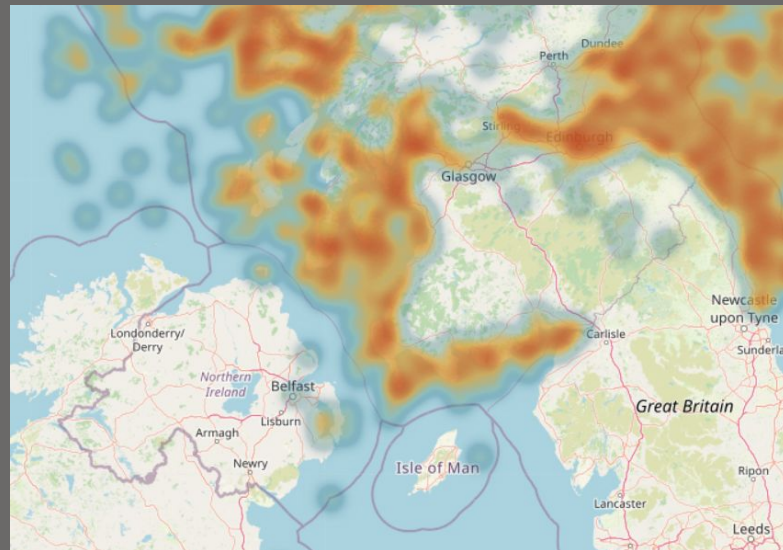 Dundee
Perth
Stirling
Edinburgh
Glasgow
Newcastle
upon Tyne
Londonderry/
Derry
Carlisle
Sunderla
Northern
Ireland
Belfast
Great Britain
Lisburn
Armagh
Newry
Isle of Man
Ripon
Lancaster
Leeds